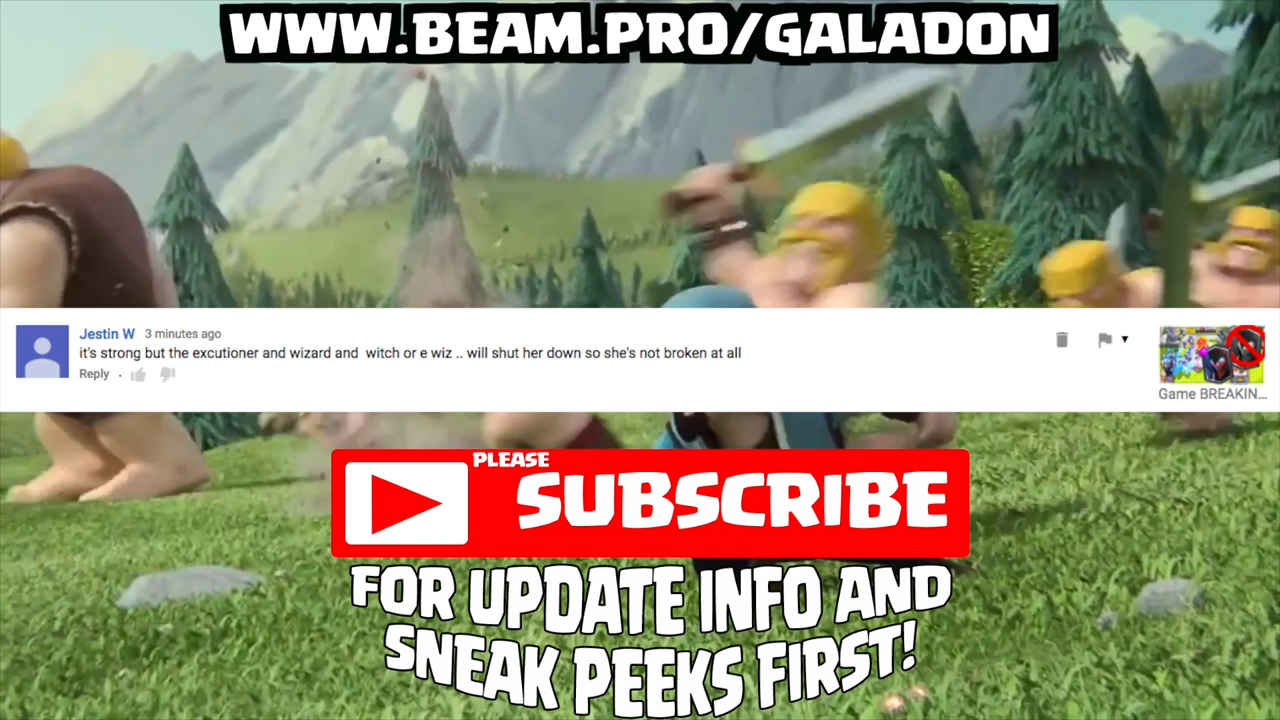 WWW.BEAM.PRO/GALADON
Jestin W 3 minutes ago
it's strong but the excutioner and wizard and witch or e wiz .. will shut her down so she's not broken at all
Reply .
Game BREAKIN...
PLEASE
SUBSCRIBE
FOR UPDATE INFO AND
SNEAK PEEKS FIRST!